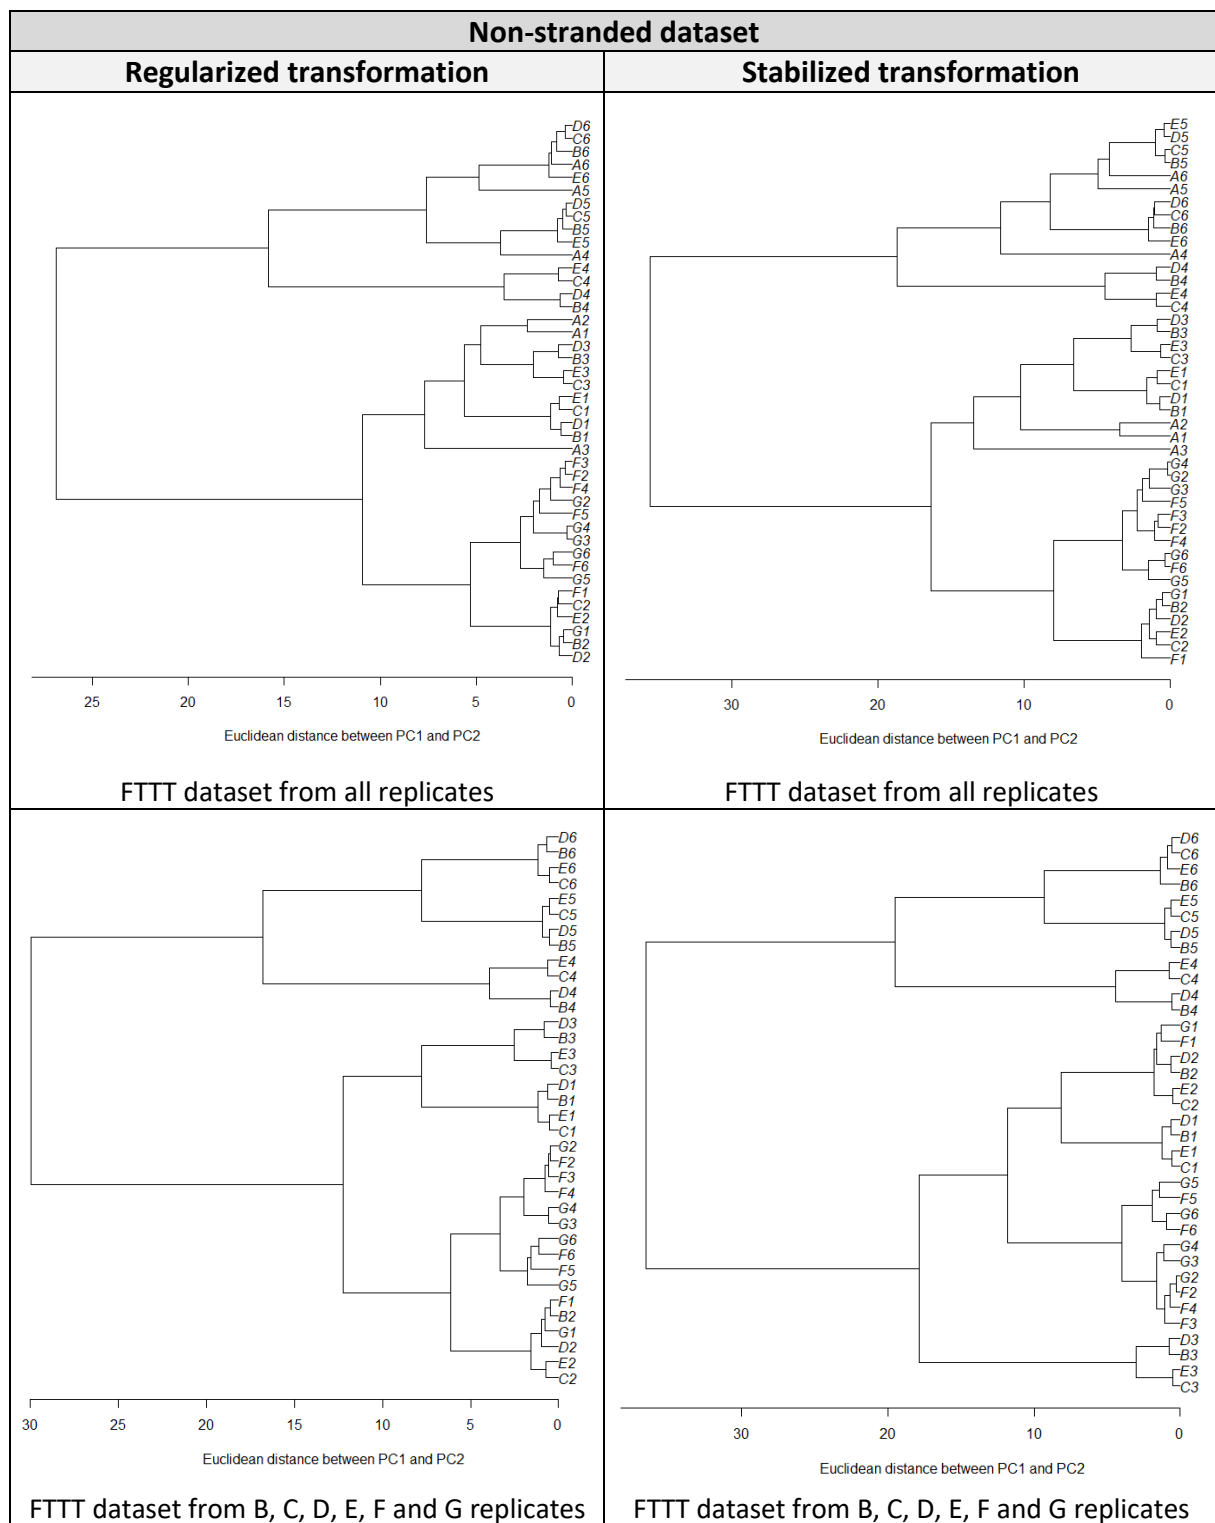 Non-stranded dataset
Regularized transformation
Stabilized transformation
D6
C6
B6
A6
E6
A5
D5
C5
B5
E5
A4
E4
C4
D4
B4
A2
A1
D3
B3
E3
C3
E1
C1
D1
B1
A3
F3
F2
F4
G2
F5
G4
G3
G6
F6
G5
F1
C2
E2
G1
B2
D2
25 20 15 10 5 0
Euclidean distance between PC1 and PC2
FTTT dataset from all replicates
E5
D5
C5
B5
A6
A5
D6
C6
B6
E6
A4
D4
B4
E4
C4
D3
B3
E3
C3
E1
C1
D1
B1
A2
A1
A3
G4
G2
G3
F5
F3
F2
F4
G6
F6
G5
G1
B2
D2
E2
C2
F1
30 20 10 0
Euclidean distance between PC1 and PC2
FTTT dataset from all replicates
D6
B6
E6
C6
E5
C5
D5
B5
E4
C4
D4
B4
D3
B3
E3
C3
D1
B1
E1
C1
G2
F2
F3
F4
G4
G3
G6
F6
F5
G5
F1
B2
G1
D2
E2
C2
30 25 20 15 10 5 0
Euclidean distance between PC1 and PC2
FTTT dataset from B, C, D, E, F and G replicates
D6
C6
E6
B6
E5
C5
D5
B5
E4
C4
D4
B4
G1
F1
D2
B2
E2
C2
D1
B1
E1
C1
G5
F5
G6
F6
G4
G3
G2
F2
F4
F3
D3
B3
E3
C3
30 20 10 0
Euclidean distance between PC1 and PC2
FTTT dataset from B, C, D, E, F and G replicates